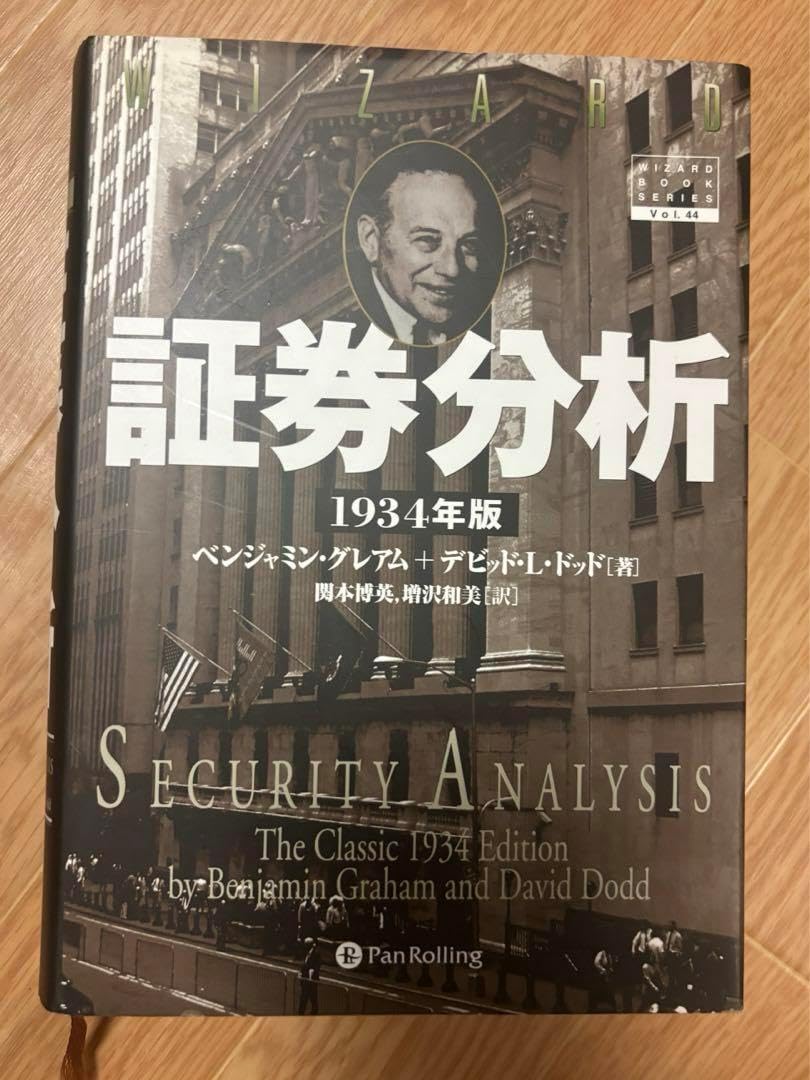 WIZARD
WIZARD
BOOK
SERIES
Vol. 44
証券分析
1934年版
ベンジャミン・グレアム+デビッド・L・ドッド[著]
関本博英,増沢和美[訳]
SECURITY ANALYSIS
The Classic 1934 Edition
by Benjamin Graham and David Dodd
PanRolling